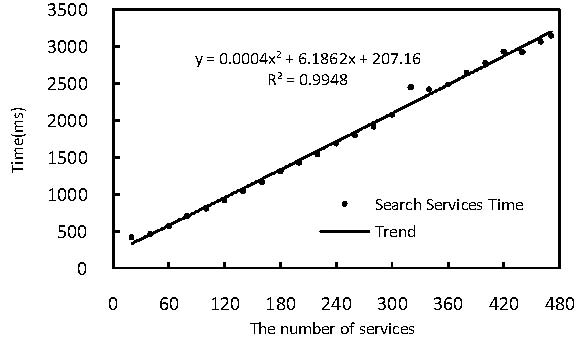 3500
3000
2500
2000
1500
1000
500
0
Time(ms)
y = 0.0004x² + 6.1862x + 207.16
R² = 0.9948
Search Services Time
Trend
0 60 120 180 240 300 360 420 480
The number of services